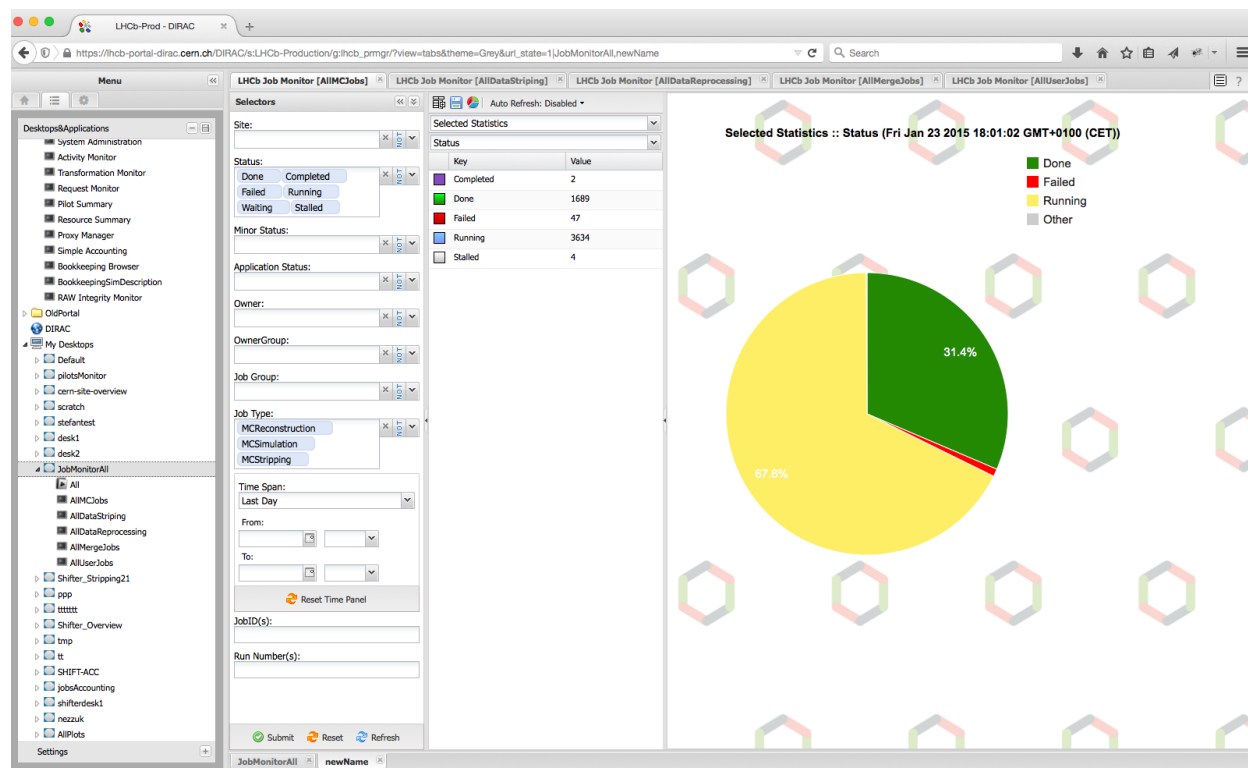 LHCb-Prod - DIRAC
https://lhcb-portal-dirac.cern.ch/DIRAC/s:LHCb-Production/g:lhcb_prmgr/?view=tabs&theme=Grey&url_state=1|JobMonitorAll,newName
Search
Menu
LHCb Job Monitor [AllMCJobs]
LHCb Job Monitor [AllDataStriping]
LHCb Job Monitor [AllDataReprocessing]
LHCb Job Monitor [AllMergeJobs]
LHCb Job Monitor [AllUserJobs]
?
Desktops&Applications
System Administration
Activity Monitor
Transformation Monitor
Request Monitor
Pilot Summary
Resource Summary
Proxy Manager
Simple Accounting
Bookkeeping Browser
BookkeepingSimDescription
RAW Integrity Monitor
OldPortal
DIRAC
My Desktops
Default
pilotsMonitor
cern-site-overview
scratch
stefantest
desk1
desk2
JobMonitorAll
All
AllMCJobs
AllDataStriping
AllDataReprocessing
AllMergeJobs
AllUserJobs
Shifter_Stripping21
ppp
ttttttt
Shifter_Overview
tmp
tt
SHIFT-ACC
jobsAccounting
shifterdesk1
nezzuk
AllPlots
Settings
Selectors
Site:
NOT
Status:
Done Completed
NOT
Failed Running
Waiting Stalled
Minor Status:
NOT
Application Status:
NOT
Owner:
NOT
OwnerGroup:
NOT
Job Group:
NOT
Job Type:
MCReconstruction
NOT
MCSimulation
MCStripping
Time Span:
Last Day
From:
To:
Reset Time Panel
JobID(s):
Run Number(s):
Submit Reset Refresh
Auto Refresh: Disabled
Selected Statistics
Status
Key Value
Completed 2
Done 1689
Failed 47
Running 3634
Stalled 4
Selected Statistics :: Status (Fri Jan 23 2015 18:01:02 GMT+0100 (CET))
Done
Failed
Running
Other
31.4%
67.6%
JobMonitorAll newName